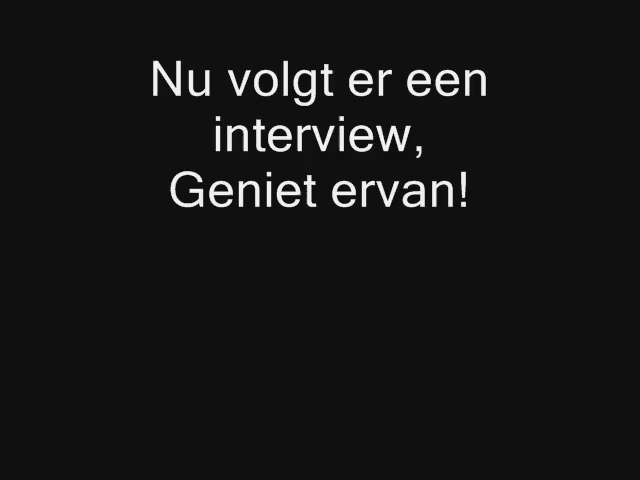 Nu volgt er een
interview,
Geniet ervan!